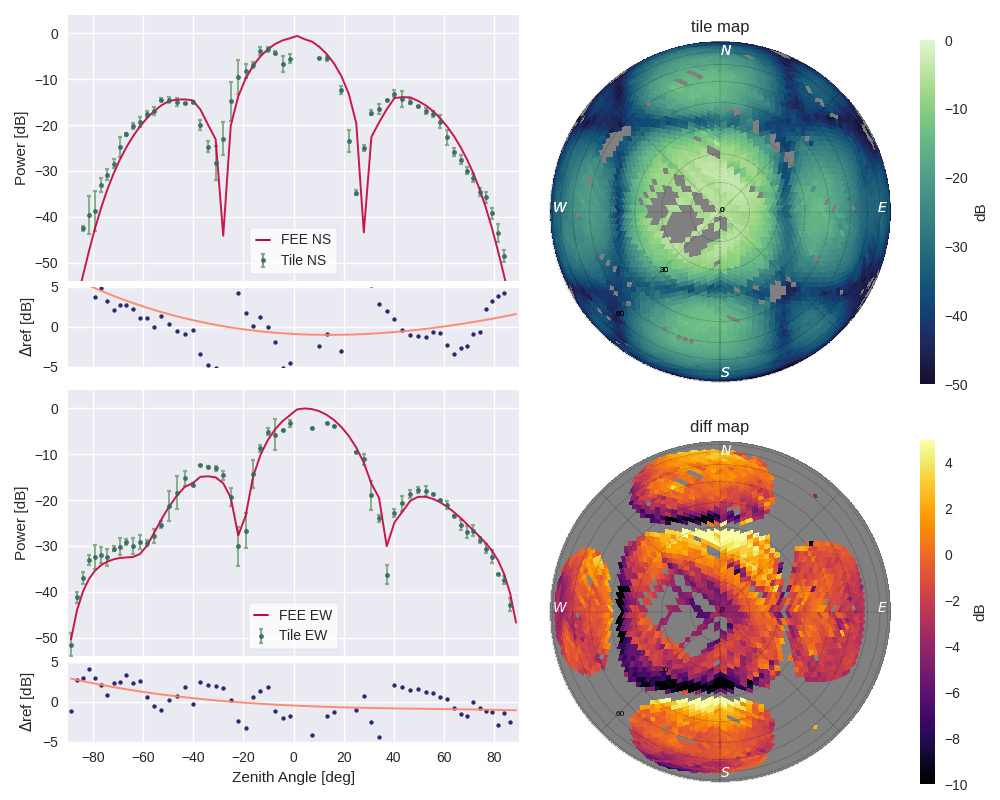 0
−10
−20
−30
−40
−50
Power [dB]
FEE NS
Tile NS
5
0
−5
Δref [dB]
0
−10
−20
−30
−40
−50
Power [dB]
FEE EW
Tile EW
5
0
−5
Δref [dB]
−80 −60 −40 −20 0 20 40 60 80
Zenith Angle [deg]
tile map
N
W
E
S
0
30
60
0
−10
−20
−30
−40
−50
dB
diff map
N
W
E
S
0
30
60
4
2
0
−2
−4
−6
−8
−10
dB